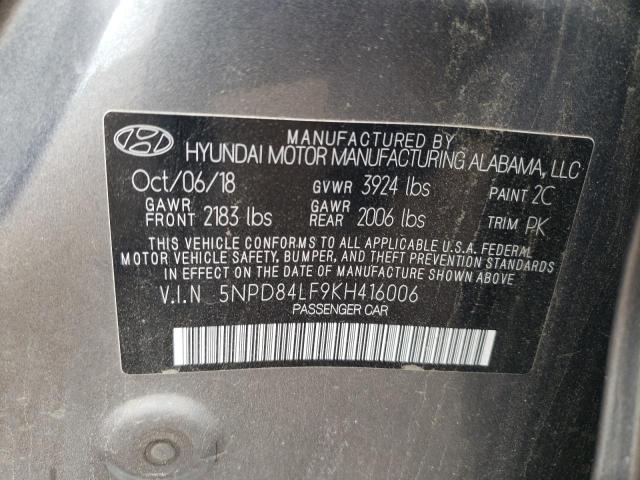 MANUFACTURED BY
HYUNDAI MOTOR MANUFACTURING ALABAMA, LLC
Oct/06/18 GVWR 3924 lbs PAINT 2C
GAWR FRONT 2183 lbs GAWR REAR 2006 lbs TRIM PK
THIS VEHICLE CONFORMS TO ALL APPLICABLE U.S.A. FEDERAL
MOTOR VEHICLE SAFETY, BUMPER, AND THEFT PREVENTION STANDARDS
IN EFFECT ON THE DATE OF MANUFACTURE SHOWN ABOVE.
V.I.N 5NPD84LF9KH416006
PASSENGER CAR